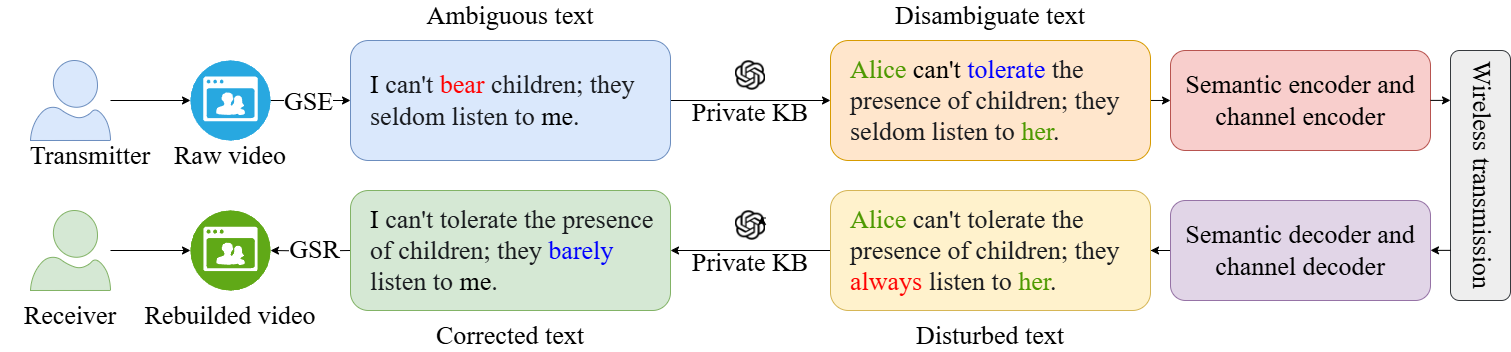 Ambiguous text
Disambiguate text
I can't bear children; they
seldom listen to me.
Alice can't tolerate the
presence of children; they
seldom listen to her.
Semantic encoder and
channel encoder
GSE
Private KB
Transmitter
Raw video
Wireless transmission
I can't tolerate the presence
of children; they barely
listen to me.
Alice can't tolerate the
presence of children; they
always listen to her.
Semantic decoder and
channel decoder
GSR
Private KB
Receiver
Rebuilded video
Corrected text
Disturbed text